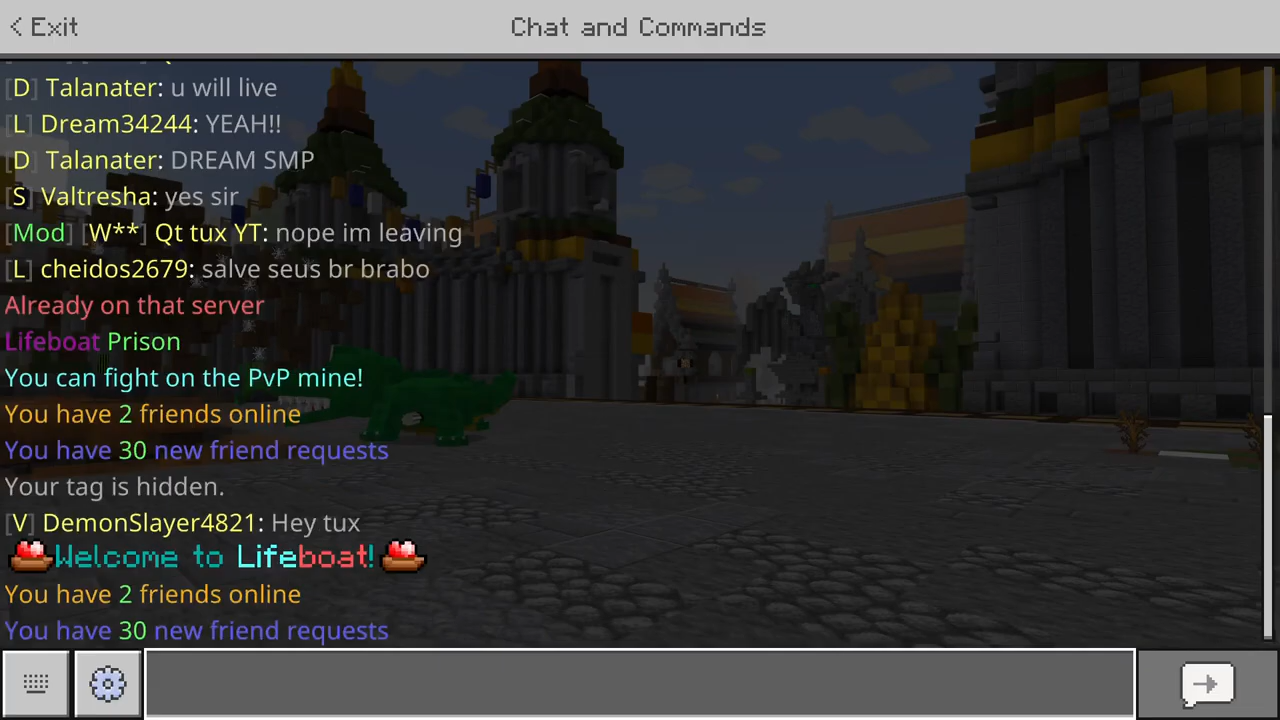 < Exit
Chat and Commands
[D] Talanater: u will live
[L] Dream34244: YEAH!!
[D] Talanater: DREAM SMP
[S] Valtresha: yes sir
[Mod] [W**] Qt tux YT: nope im leaving
[L] cheidos2679: salve seus br brabo
Already on that server
Lifeboat Prison
You can fight on the PvP mine!
You have 2 friends online
You have 30 new friend requests
Your tag is hidden.
[V] DemonSlayer4821: Hey tux
Welcome to Lifeboat!
You have 2 friends online
You have 30 new friend requests